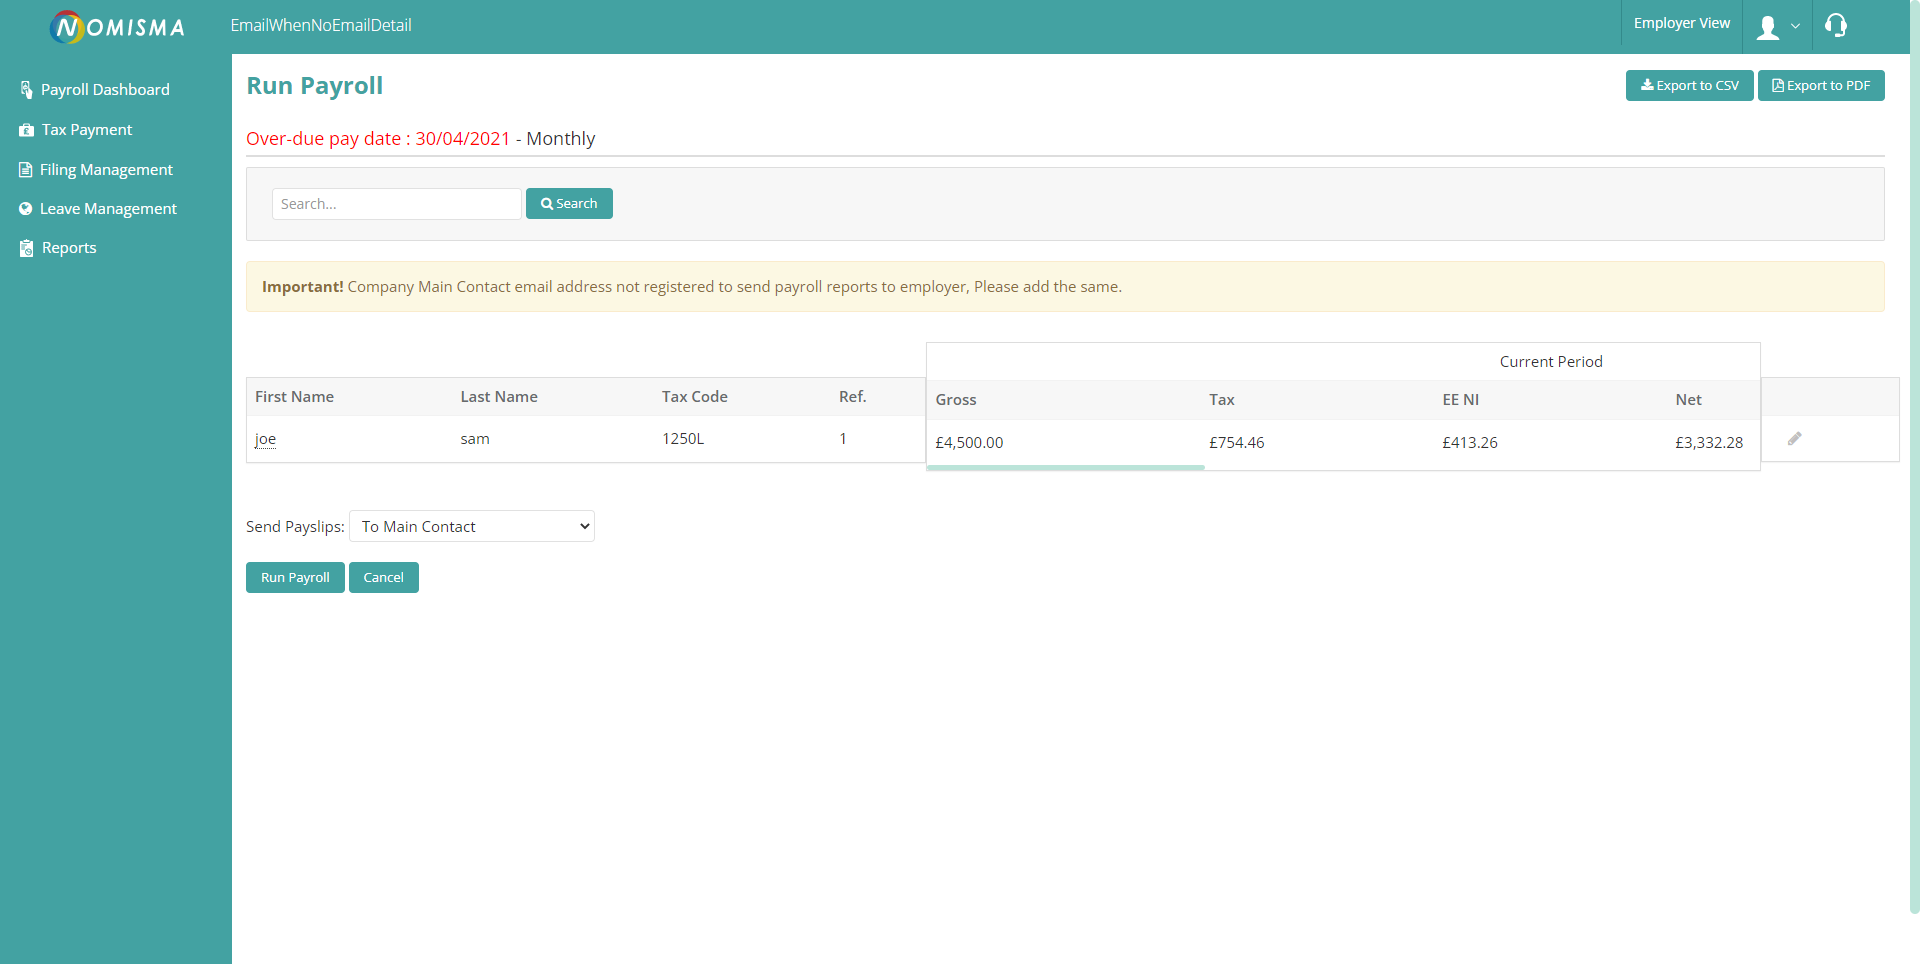 NOMISMA
EmailWhenNoEmailDetail
Employer View
Payroll Dashboard
Tax Payment
Filing Management
Leave Management
Reports
Run Payroll
Export to CSV
Export to PDF
Over-due pay date : 30/04/2021 - Monthly
Search...
Search
Important! Company Main Contact email address not registered to send payroll reports to employer, Please add the same.
Current Period
First Name Last Name Tax Code Ref. Gross Tax EE NI Net
joe sam 1250L 1 £4,500.00 £754.46 £413.26 £3,332.28
Send Payslips: To Main Contact
Run Payroll Cancel